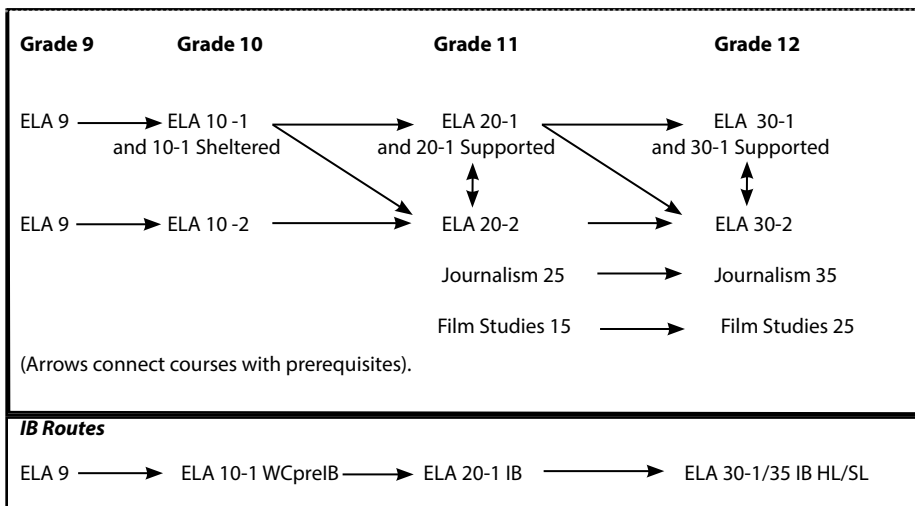 Grade 9 Grade 10 Grade 11 Grade 12
ELA 9 ELA 10 -1 ELA 20-1 ELA 30-1
and 10-1 Sheltered and 20-1 Supported and 30-1 Supported
ELA 9 ELA 10 -2 ELA 20-2 ELA 30-2
Journalism 25 Journalism 35
Film Studies 15 Film Studies 25
(Arrows connect courses with prerequisites).
IB Routes
ELA 9 ELA 10-1 WCpreIB ELA 20-1 IB ELA 30-1/35 IB HL/SL